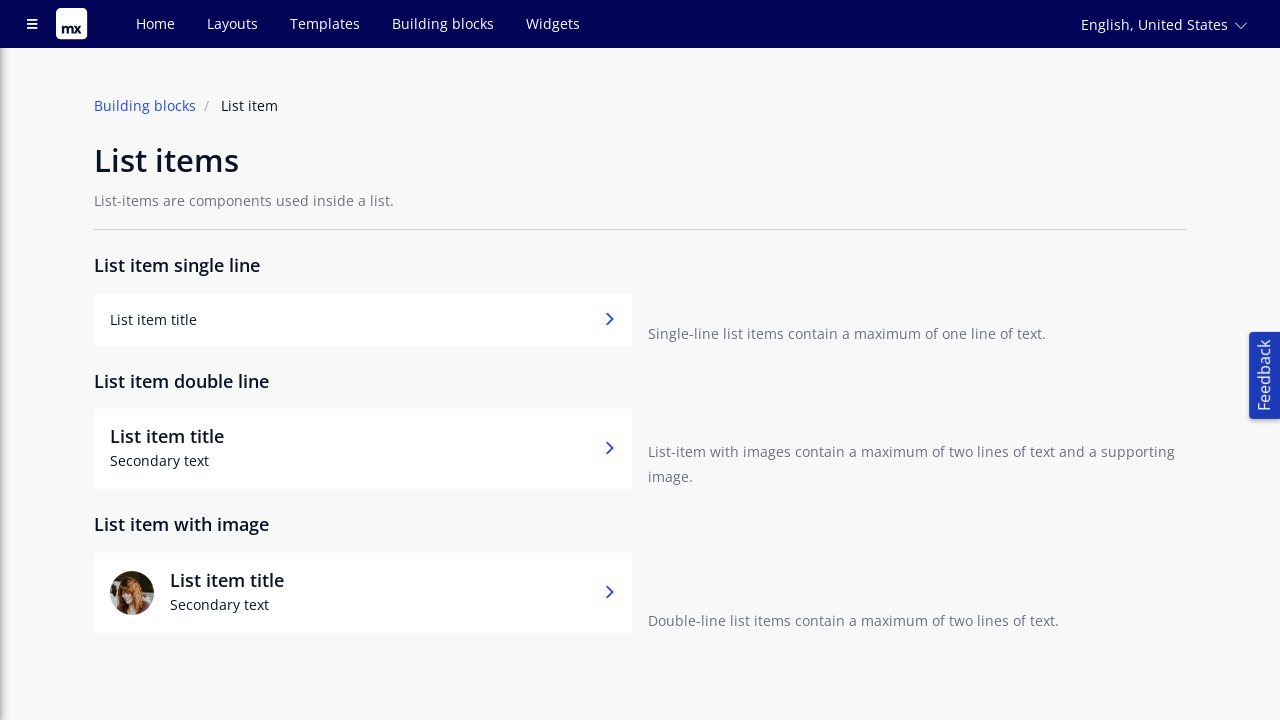 mx
Home
Layouts
Templates
Building blocks
Widgets
English, United States
Building blocks / List item
List items
List-items are components used inside a list.
List item single line
List item title
Single-line list items contain a maximum of one line of text.
List item double line
List item title
Secondary text
List-item with images contain a maximum of two lines of text and a supporting
image.
List item with image
List item title
Secondary text
Double-line list items contain a maximum of two lines of text.
Feedback